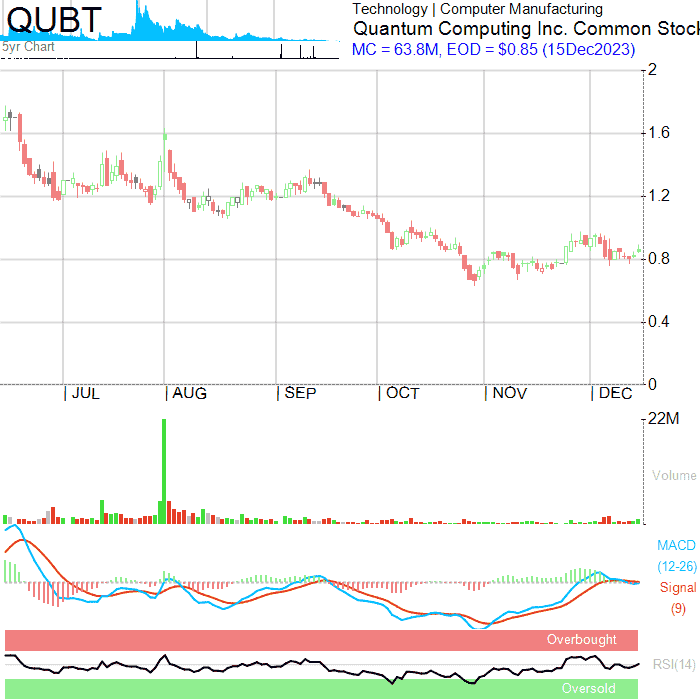 QUBT
5yr Chart
Technology | Computer Manufacturing
Quantum Computing Inc. Common Stoc
MC = 63.8M, EOD = $0.85 (15Dec2023)
2
1.6
1.2
0.8
0.4
0
| JUL | AUG | SEP | OCT | NOV | DEC
22M
Volume
MACD
(12-26)
Signal
(9)
Overbought
RSI(14)
Oversold